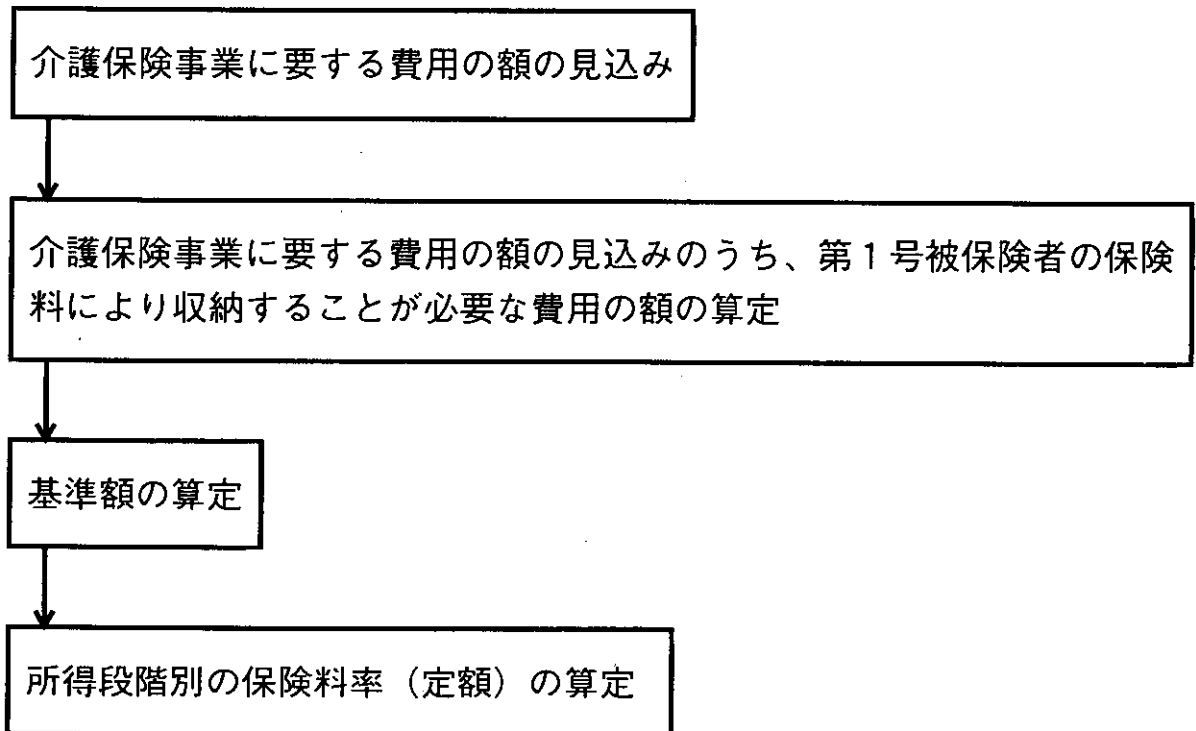 介護保険事業に要する費用の額の見込み
介護保険事業に要する費用の額の見込みのうち、第1号被保険者の保険
料により収納することが必要な費用の額の算定
基準額の算定
所得段階別の保険料率（定額）の算定